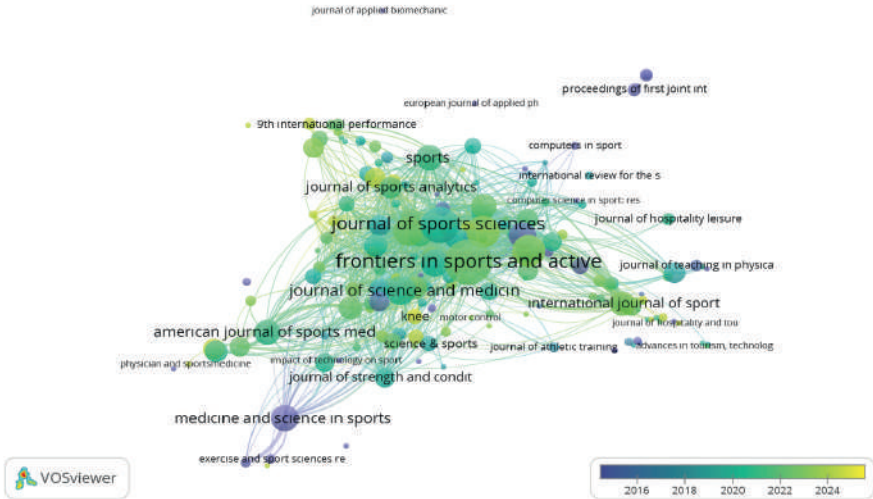 journal of applied biomechanic
proceedings of first joint int
european journal of applied ph
9th international performance
computers in sport
sports
international review for the s
journal of sports analytics
computer science in sport: res
journal of sports sciences
journal of hospitality leisure
frontiers in sports and active
journal of teaching in physica
journal of science and medicin
international journal of sport
knee
motor control
journal of hospitality and tou
american journal of sports med
science & sports
journal of athletic training
advances in tourism, technolog
physician and sportsmedicine
impact of technology on sport
journal of strength and condit
medicine and science in sports
exercise and sport sciences re
VOSviewer
2016 2018 2020 2022 2024